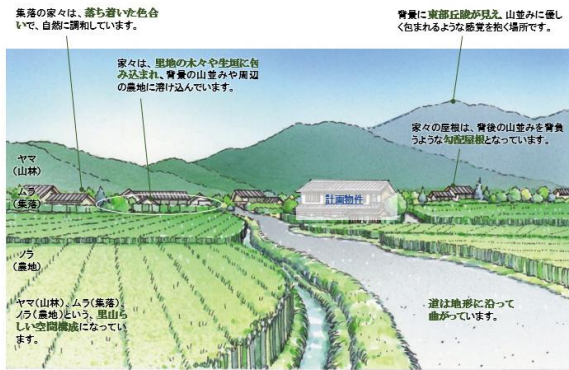 集落の家々は、落ち着いた色合
いで、自然に調和しています。
家々は、里地の木々や生垣に包
み込まれ、背景の山並みや周辺
の農地に溶け込んでいます。
背景に東部丘陵が見え、山並みに優し
く包まれるような感覚を抱く場所です。
家々の屋根は、背後の山並みを背負
うような勾配屋根となっています。
ヤマ
(山林)
ムラ
(集落)
計画物件
ノラ
(農地)
ヤマ(山林)、ムラ(集落)、
ノラ(農地)という、里山ら
しい空間構成になってい
ます。
道は地形に沿って
曲がっています。